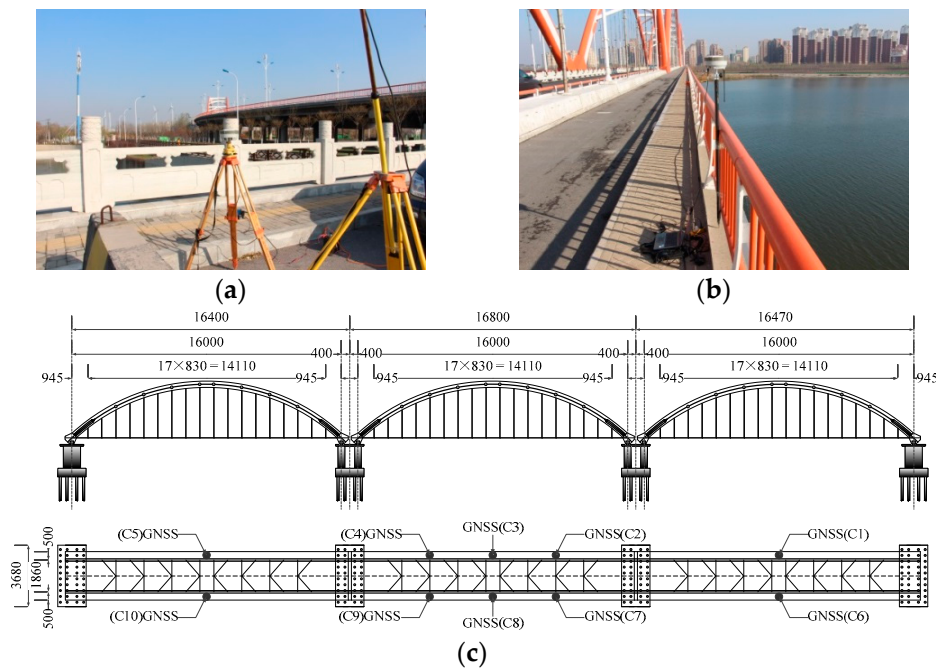 (a)
(b)
16400 16800 16470
16000 400 400 16000 400 400 16000
17×830=14110 17×830=14110 17×830=14110
945 945 945 945 945 945
(C5)GNSS (C4)GNSS GNSS(C3) GNSS(C2) GNSS(C1)
500
3680 1860
500
(C10)GNSS (C9)GNSS GNSS(C8) GNSS(C7) GNSS(C6)
(c)